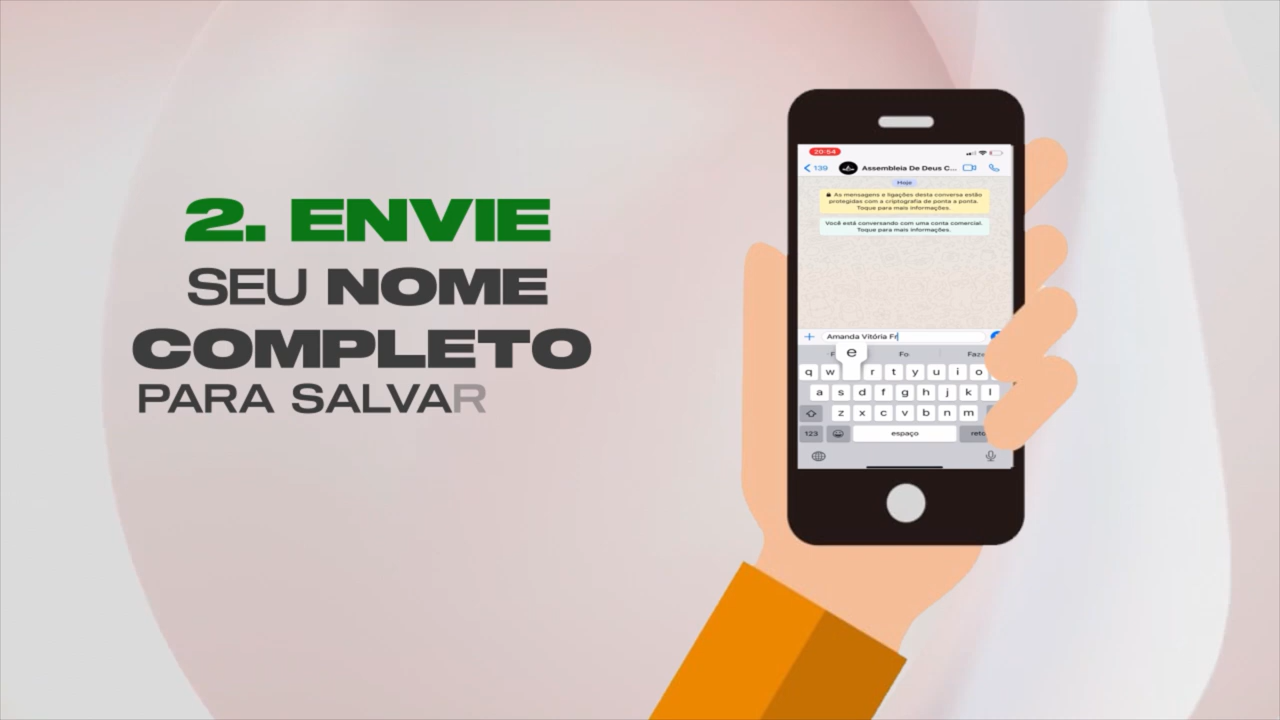 2. ENVIE
SEU NOME
COMPLETO
PARA SALVAR
20:54
139
Assembleia De Deus C...
Hoje
As mensagens e ligações desta conversa estão
protegidas com a criptografia de ponta a ponta.
Toque para mais informações.
Você está conversando com uma conta comercial.
Toque para mais informações.
Amanda Vitória Fr
F
Fo
Faze
e
q w r t y u i o
a s d f g h j k l
z x c v b n m
123
espaço
reto